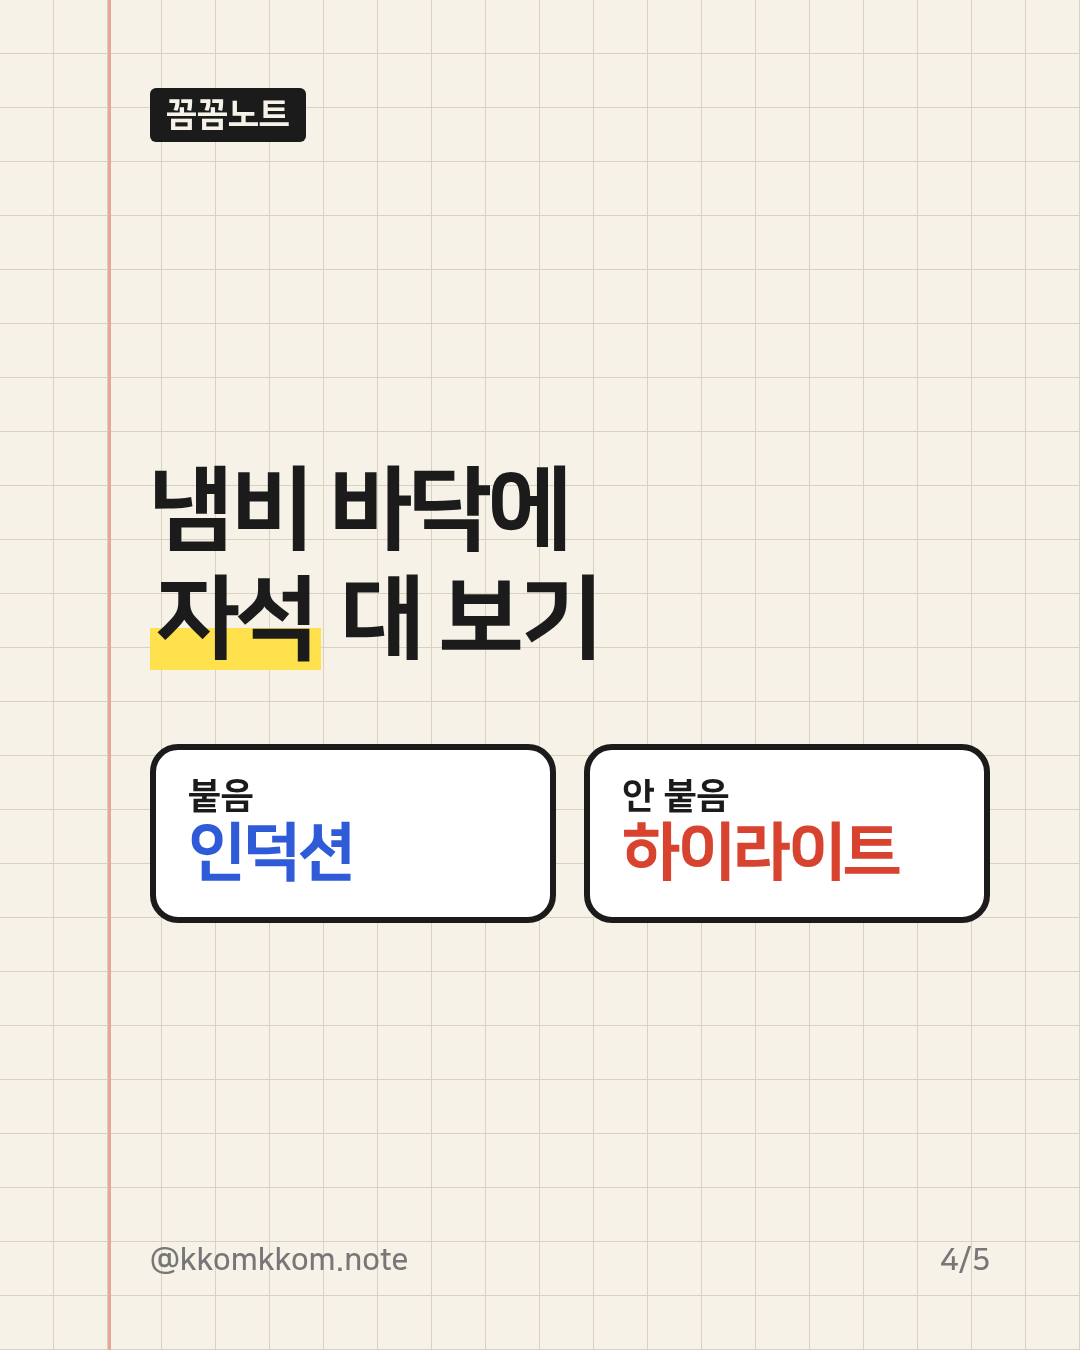 꼼꼼노트
냄비 바닥에
자석 대 보기
붙음
인덕션
안 붙음
하이라이트
@kkomkkom.note
4/5